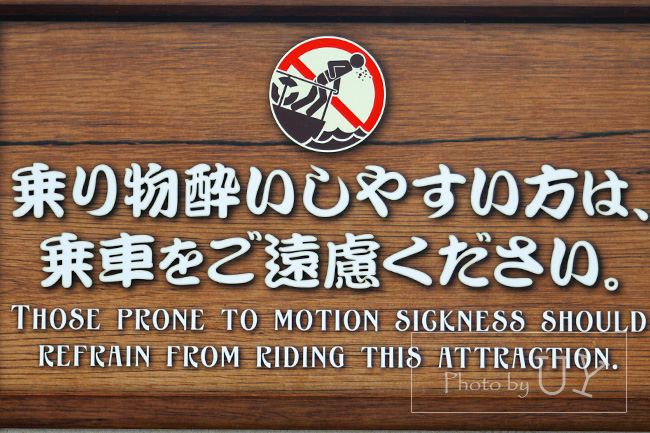 乗り物酔いしやすい方は、
乗車をご遠慮ください。
THOSE PRONE TO MOTION SICKNESS SHOULD
REFRAIN FROM RIDING THIS ATTRACTION.
Photo by UY